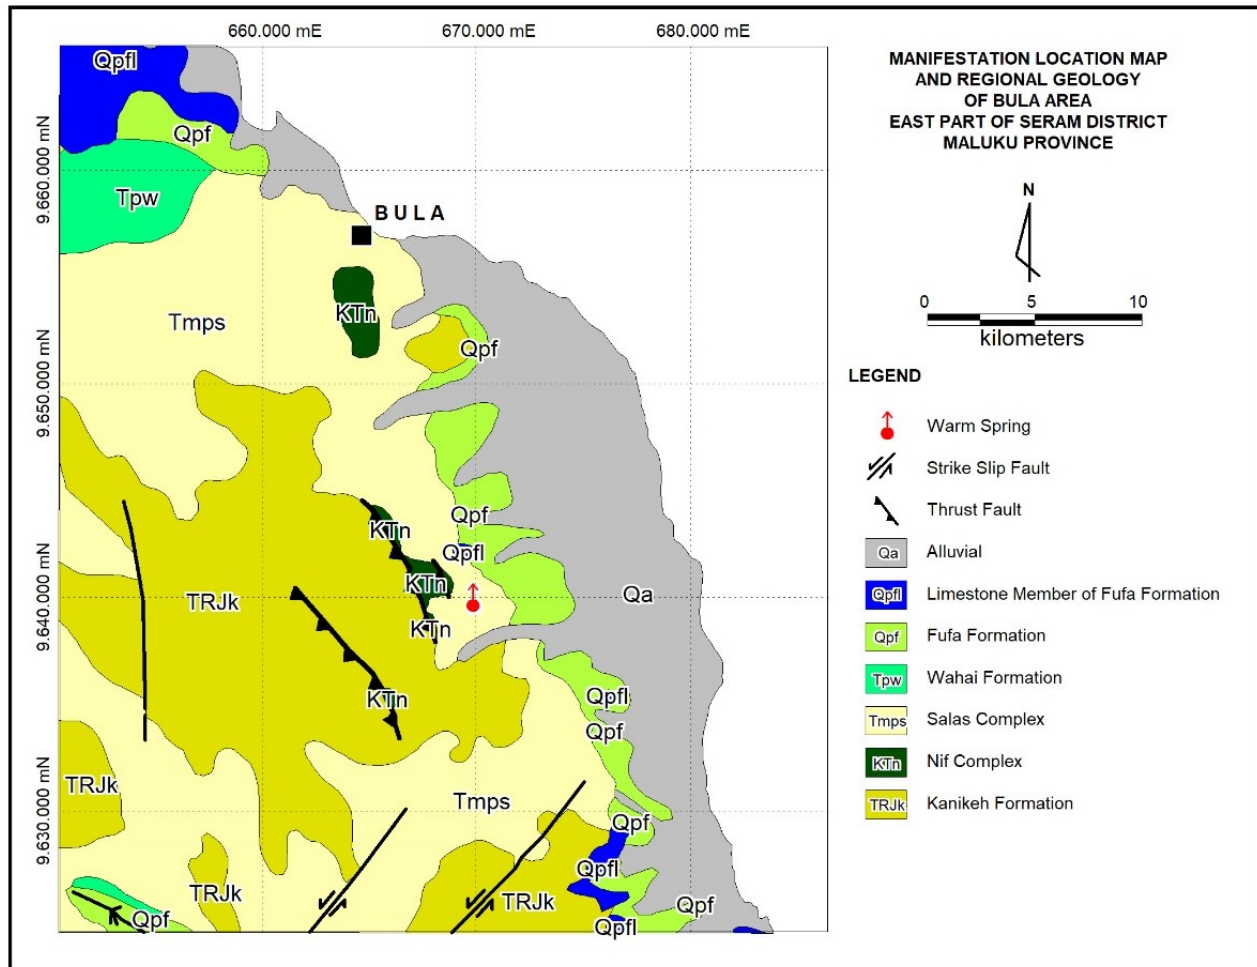 660.000 mE
670.000 mE
680.000 mE
9.660.000 mN
9.650.000 mN
9.640.000 mN
9.630.000 mN
Qpfl
Qpf
Tpw
BULA
KTn
Tmps
Qpf
Qpf
KTn
Qpfl
KTn
TRJk
Qa
KTn
KTn
Qpfl
Qpf
TRJk
Tmps
Qpf
Qpfl
TRJk
TRJk
Qpf
Qpf
Qpfl
MANIFESTATION LOCATION MAP
AND REGIONAL GEOLOGY
OF BULA AREA
EAST PART OF SERAM DISTRICT
MALUKU PROVINCE
N
0 5 10
kilometers
LEGEND
Warm Spring
Strike Slip Fault
Thrust Fault
Qa Alluvial
Qpfl Limestone Member of Fufa Formation
Qpf Fufa Formation
Tpw Wahai Formation
Tmps Salas Complex
KTn Nif Complex
TRJk Kanikeh Formation